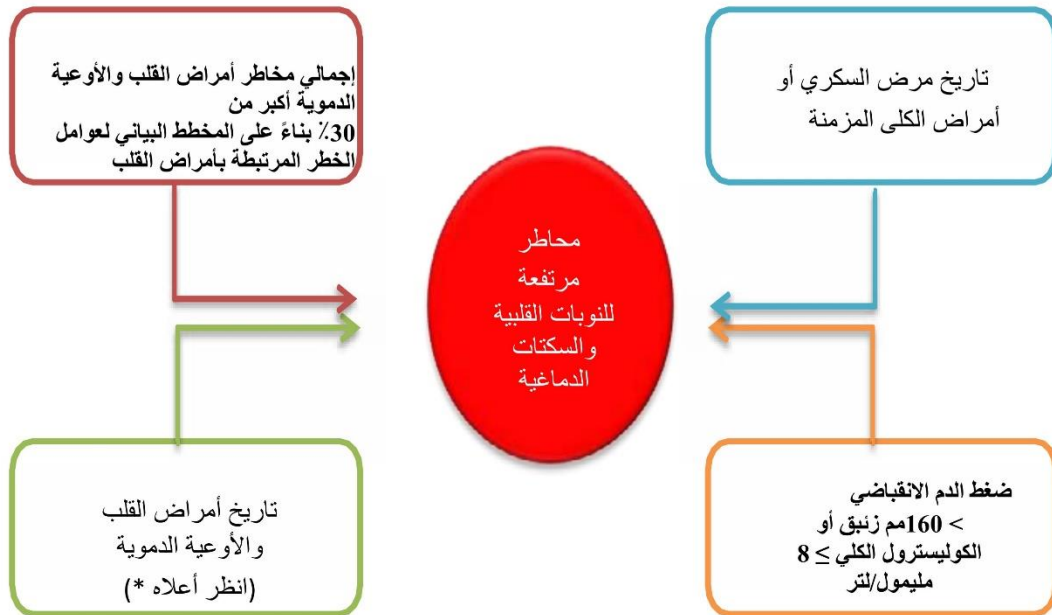 تاريخ مرض السكري أو
أمراض الكلى المزمنة
إجمالي مخاطر أمراض القلب والأوعية
الدموية أكبر من
30٪ بناءً على المخطط البياني لعوامل
الخطر المرتبطة بأمراض القلب
محاطر
مرتفعة
للنوبات القلبية
والسكتات
الدماغية
ضغط الدم الانقباضي
> 160مم زئبق أو
الكوليسترول الكلي ≥ 8
مليمول/لتر
تاريخ أمراض القلب
والأوعية الدموية
(انظر أعلاه *)